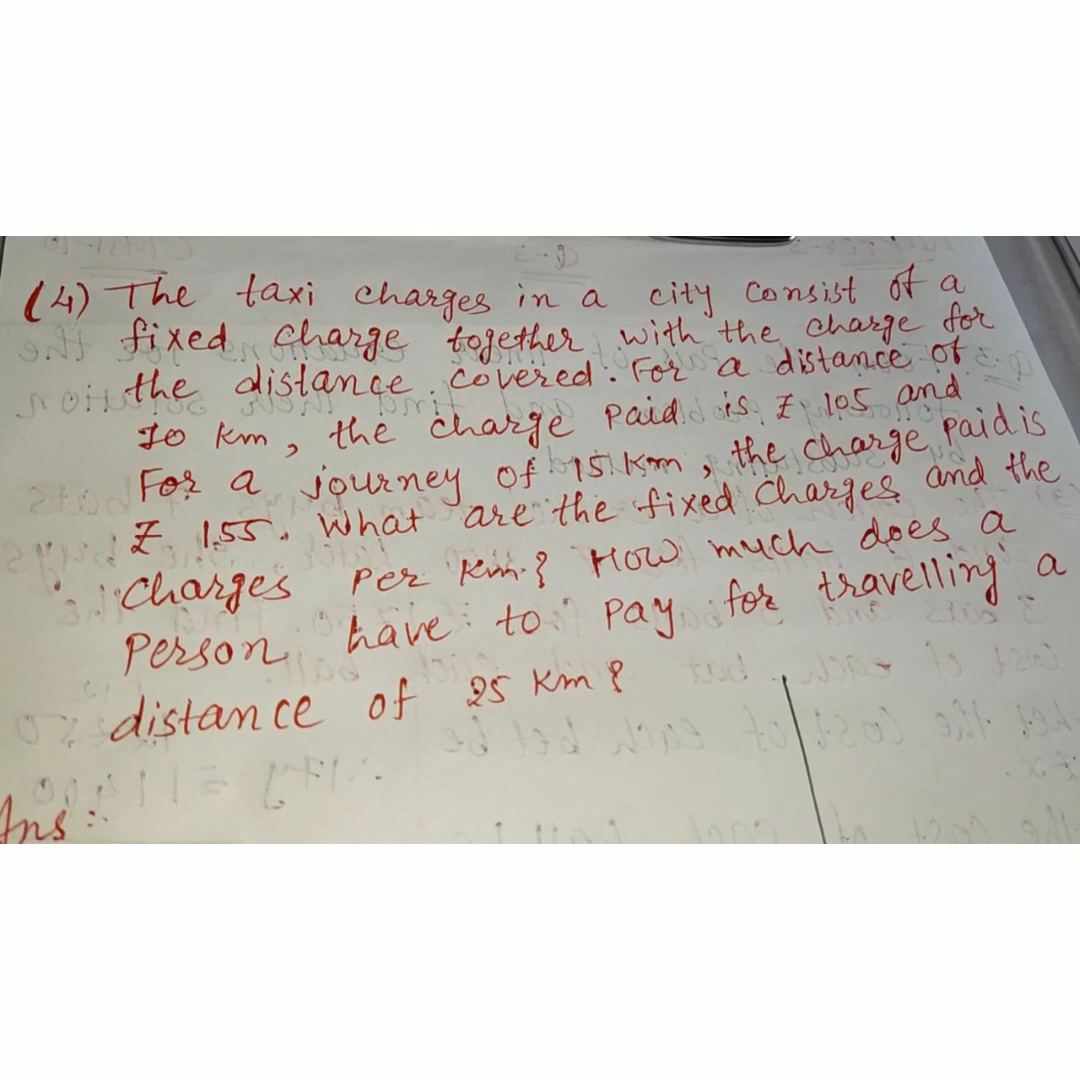 (4) The taxi charges in a city consist of a
fixed charge together with the charge for
the distance covered. For a distance of
10 km, the charge paid is ₹ 105 and
For a journey of 15 km, the charge paid is
₹ 155. What are the fixed charges and the
charges per km? How much does a
person have to pay for travelling a
distance of 25 km?
Ans: